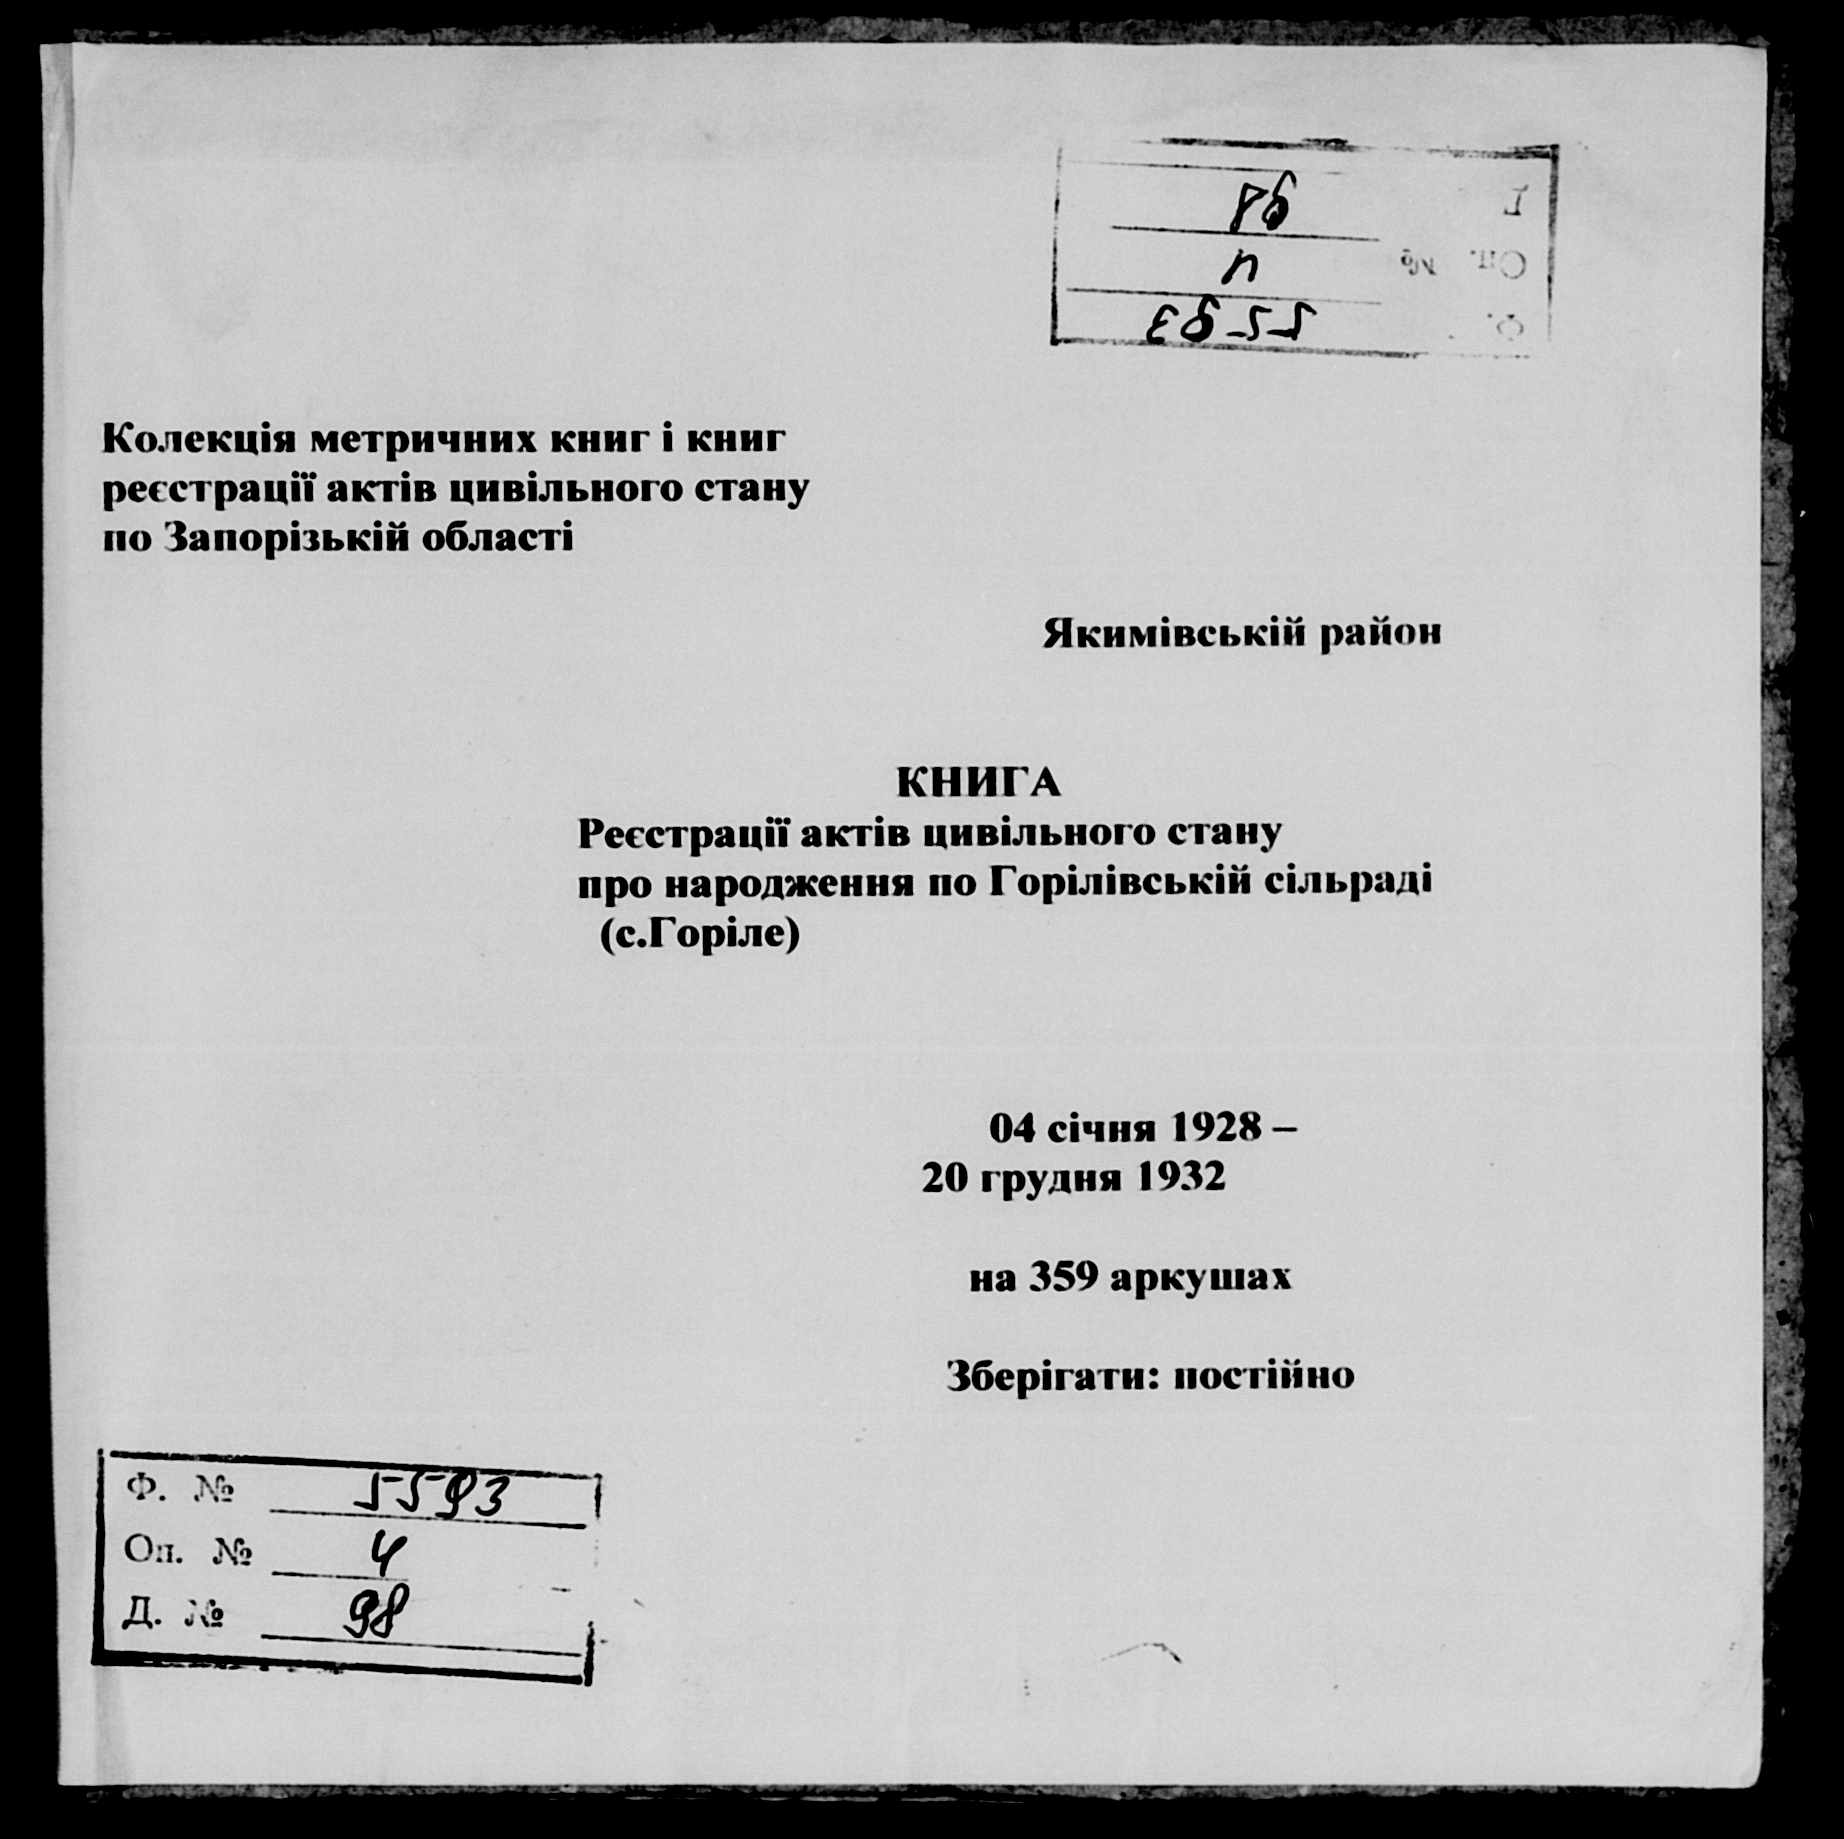 98
Д
4
Оп. №
5593
Ф.
Колекція метричних книг і книг
реєстрації актів цивільного стану
по Запорізькій області
Якимівській район
КНИГА
Реєстрації актів цивільного стану
про народження по Горілівській сільраді
(с.Горіле)
04 січня 1928 –
20 грудня 1932
на 359 аркушах
Зберігати: постійно
Ф. № 5593
Оп. № 4
Д. № 98